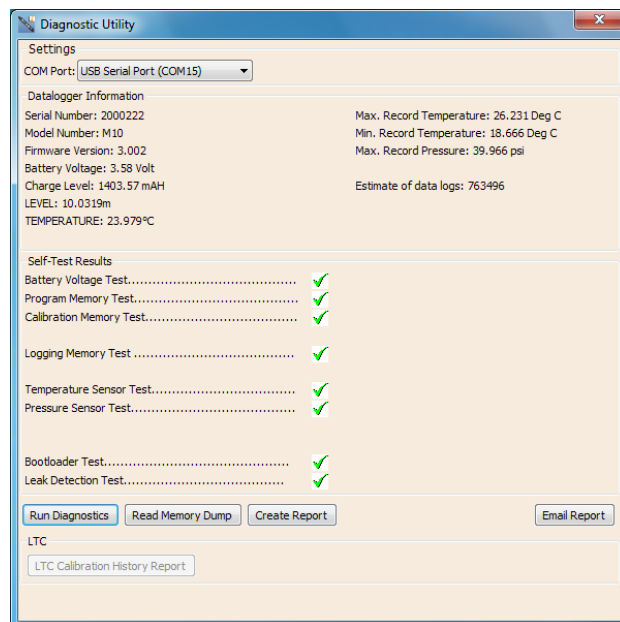 Diagnostic Utility
Settings
COM Port: USB Serial Port (COM15)
Datalogger Information
Serial Number: 2000222
Max. Record Temperature: 26.231 Deg C
Model Number: M10
Min. Record Temperature: 18.666 Deg C
Firmware Version: 3.002
Max. Record Pressure: 39.966 psi
Battery Voltage: 3.58 Volt
Charge Level: 1403.57 mAH
Estimate of data logs: 763496
LEVEL: 10.0319m
TEMPERATURE: 23.979°C
Self-Test Results
Battery Voltage Test..........................................
Program Memory Test.........................................
Calibration Memory Test......................................
Logging Memory Test ........................................
Temperature Sensor Test....................................
Pressure Sensor Test.........................................
Bootloader Test..............................................
Leak Detection Test........................................
Run Diagnostics Read Memory Dump Create Report Email Report
LTC
LTC Calibration History Report